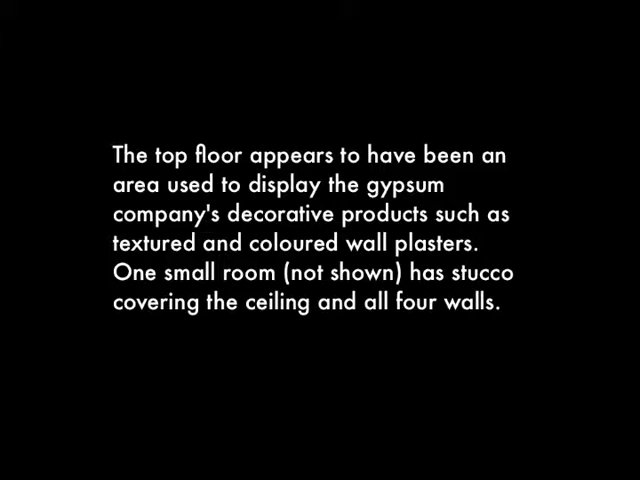 The top floor appears to have been an
area used to display the gypsum
company's decorative products such as
textured and coloured wall plasters.
One small room (not shown) has stucco
covering the ceiling and all four walls.